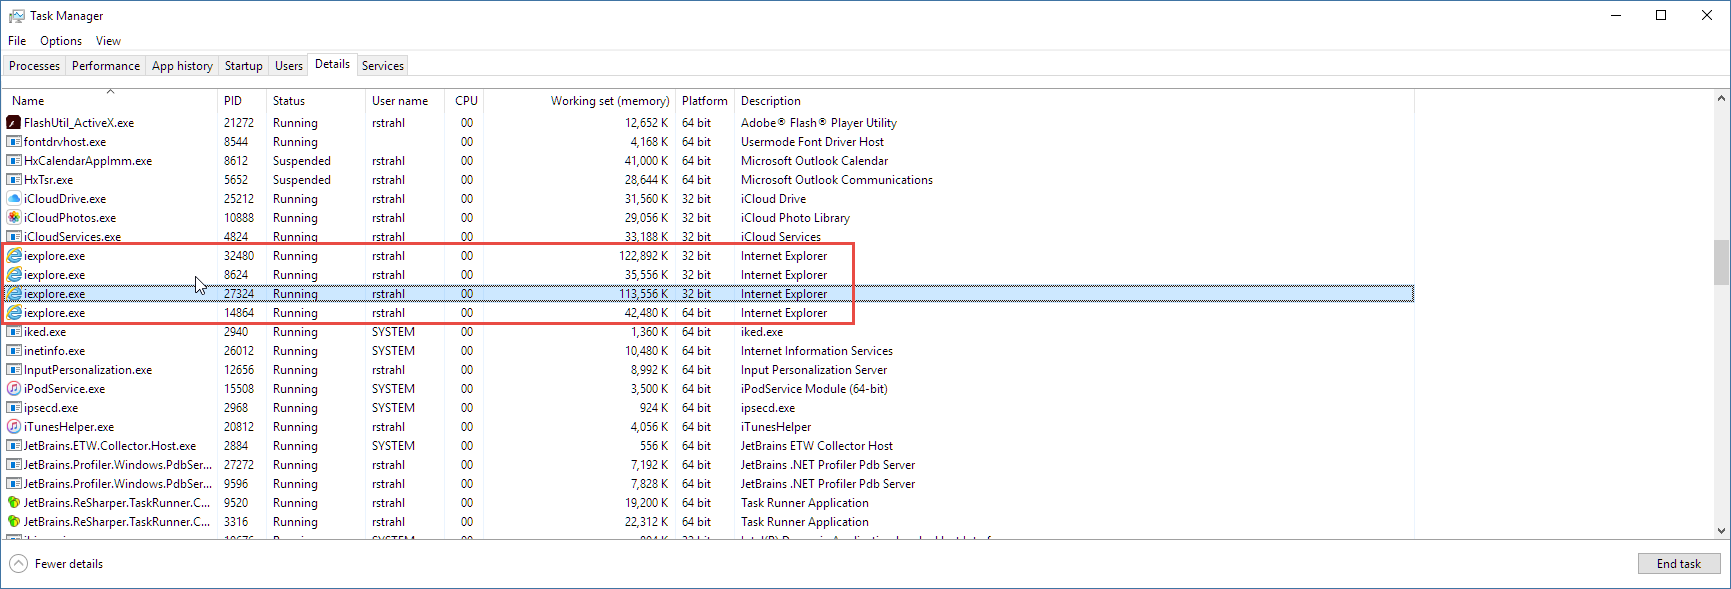 Task Manager
File Options View
Processes Performance App history Startup Users Details Services
Name PID Status User name CPU Working set (memory) Platform Description
FlashUtil_ActiveX.exe 21272 Running rstrahl 00 12,652 K 64 bit Adobe® Flash® Player Utility
fontdrvhost.exe 8544 Running 00 4,168 K 64 bit Usermode Font Driver Host
HxCalendarAppImm.exe 8612 Suspended rstrahl 00 41,000 K 64 bit Microsoft Outlook Calendar
HxTsr.exe 5652 Suspended rstrahl 00 28,644 K 64 bit Microsoft Outlook Communications
iCloudDrive.exe 25212 Running rstrahl 00 31,560 K 32 bit iCloud Drive
iCloudPhotos.exe 10888 Running rstrahl 00 29,056 K 32 bit iCloud Photo Library
iCloudServices.exe 4824 Running rstrahl 00 33,188 K 32 bit iCloud Services
iexplore.exe 32480 Running rstrahl 00 122,892 K 32 bit Internet Explorer
iexplore.exe 8624 Running rstrahl 00 35,556 K 32 bit Internet Explorer
iexplore.exe 27324 Running rstrahl 00 113,556 K 32 bit Internet Explorer
iexplore.exe 14864 Running rstrahl 00 42,480 K 64 bit Internet Explorer
iked.exe 2940 Running SYSTEM 00 1,360 K 64 bit iked.exe
inetinfo.exe 26012 Running SYSTEM 00 10,480 K 64 bit Internet Information Services
InputPersonalization.exe 12656 Running rstrahl 00 8,992 K 64 bit Input Personalization Server
iPodService.exe 15508 Running SYSTEM 00 3,500 K 64 bit iPodService Module (64-bit)
ipsecd.exe 2968 Running SYSTEM 00 924 K 64 bit ipsecd.exe
iTunesHelper.exe 20812 Running rstrahl 00 4,056 K 64 bit iTunesHelper
JetBrains.ETW.Collector.Host.exe 2884 Running SYSTEM 00 556 K 64 bit JetBrains ETW Collector Host
JetBrains.Profiler.Windows.PdbSer... 27272 Running rstrahl 00 7,192 K 64 bit JetBrains .NET Profiler Pdb Server
JetBrains.Profiler.Windows.PdbSer... 9596 Running rstrahl 00 7,828 K 64 bit JetBrains .NET Profiler Pdb Server
JetBrains.ReSharper.TaskRunner.C... 9520 Running rstrahl 00 19,200 K 64 bit Task Runner Application
JetBrains.ReSharper.TaskRunner.C... 3316 Running rstrahl 00 22,312 K 64 bit Task Runner Application
Fewer details End task